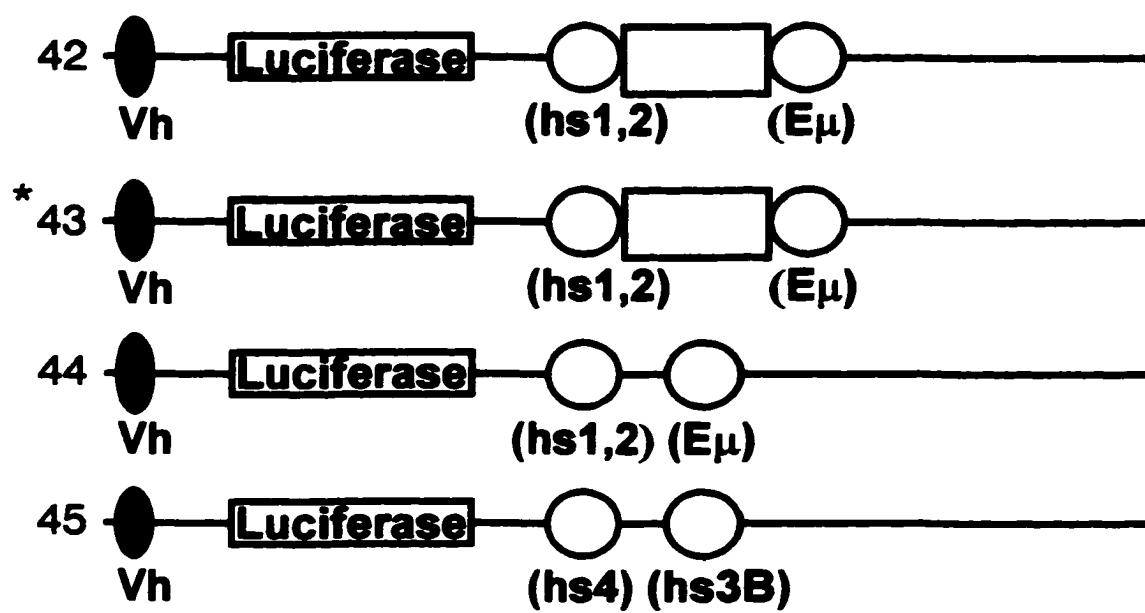 42 Luciferase
Vh (hs1,2) (Eμ)
* 43 Luciferase
Vh (hs1,2) (Eμ)
44 Luciferase
Vh (hs1,2) (Eμ)
45 Luciferase
Vh (hs4) (hs3B)